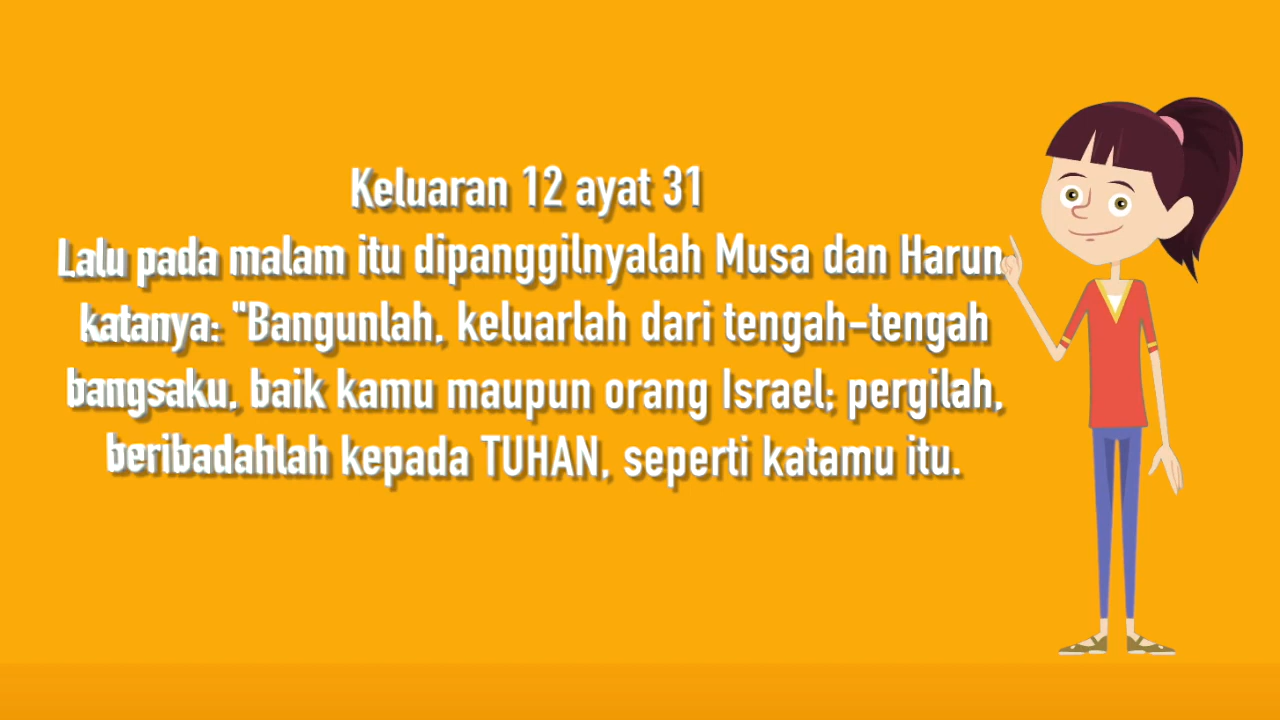 Keluaran 12 ayat 31
Lalu pada malam itu dipanggilnyalah Musa dan Harun,
katanya: "Bangunlah, keluarlah dari tengah-tengah
bangsaku, baik kamu maupun orang Israel; pergilah,
beribadahlah kepada TUHAN, seperti katamu itu.